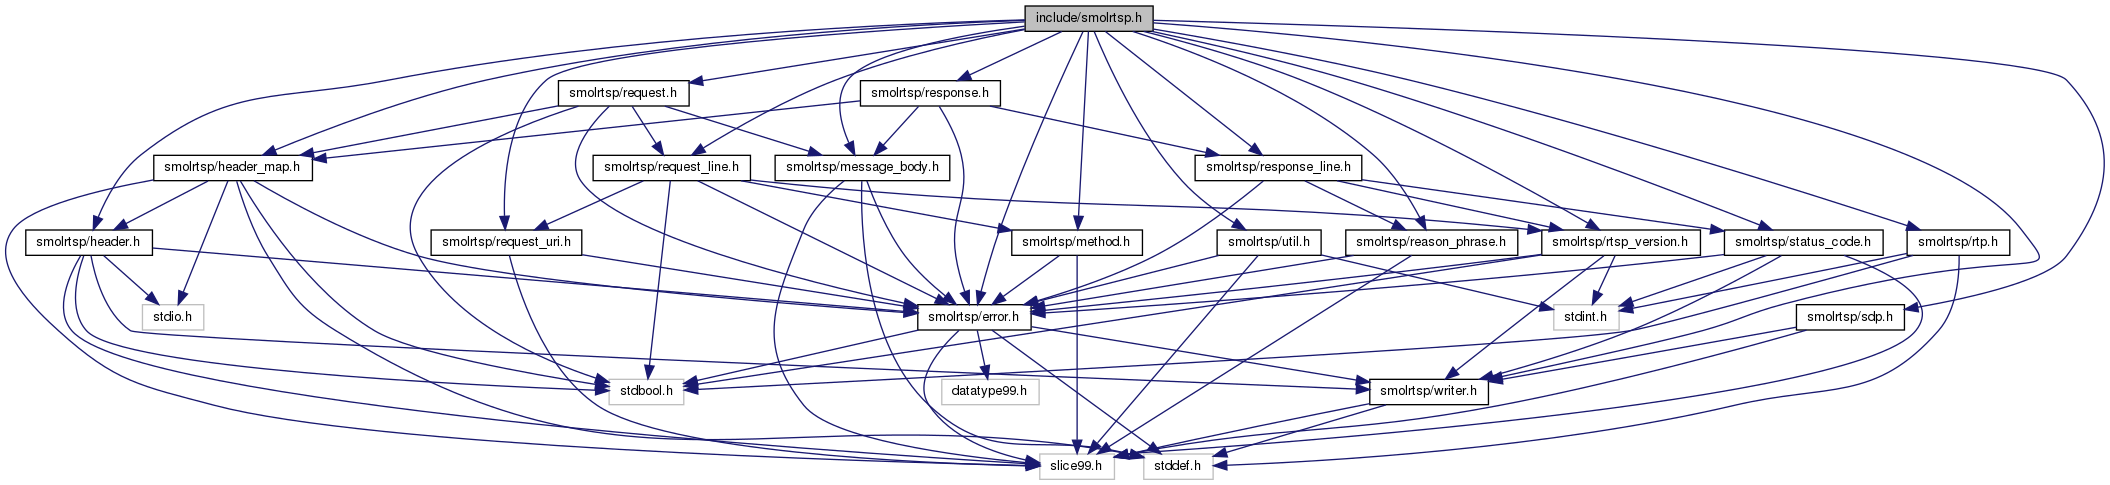 include/smolrtsp.h
smolrtsp/request.h
smolrtsp/response.h
smolrtsp/header_map.h
smolrtsp/request_line.h
smolrtsp/message_body.h
smolrtsp/response_line.h
smolrtsp/header.h
smolrtsp/request_uri.h
smolrtsp/method.h
smolrtsp/util.h
smolrtsp/reason_phrase.h
smolrtsp/rtsp_version.h
smolrtsp/status_code.h
smolrtsp/rtp.h
stdio.h
smolrtsp/error.h
stdint.h
smolrtsp/sdp.h
stdbool.h
datatype99.h
smolrtsp/writer.h
slice99.h
stddef.h